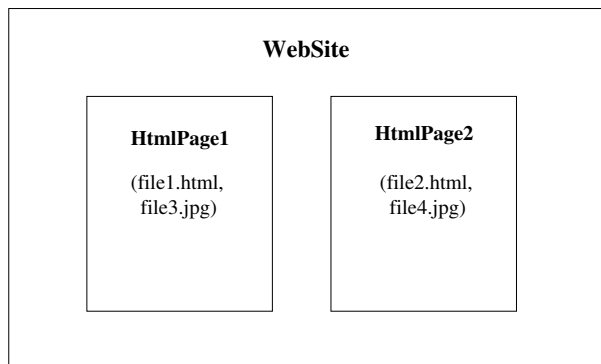 WebSite
HtmlPage1
(file1.html,
file3.jpg)
HtmlPage2
(file2.html,
file4.jpg)